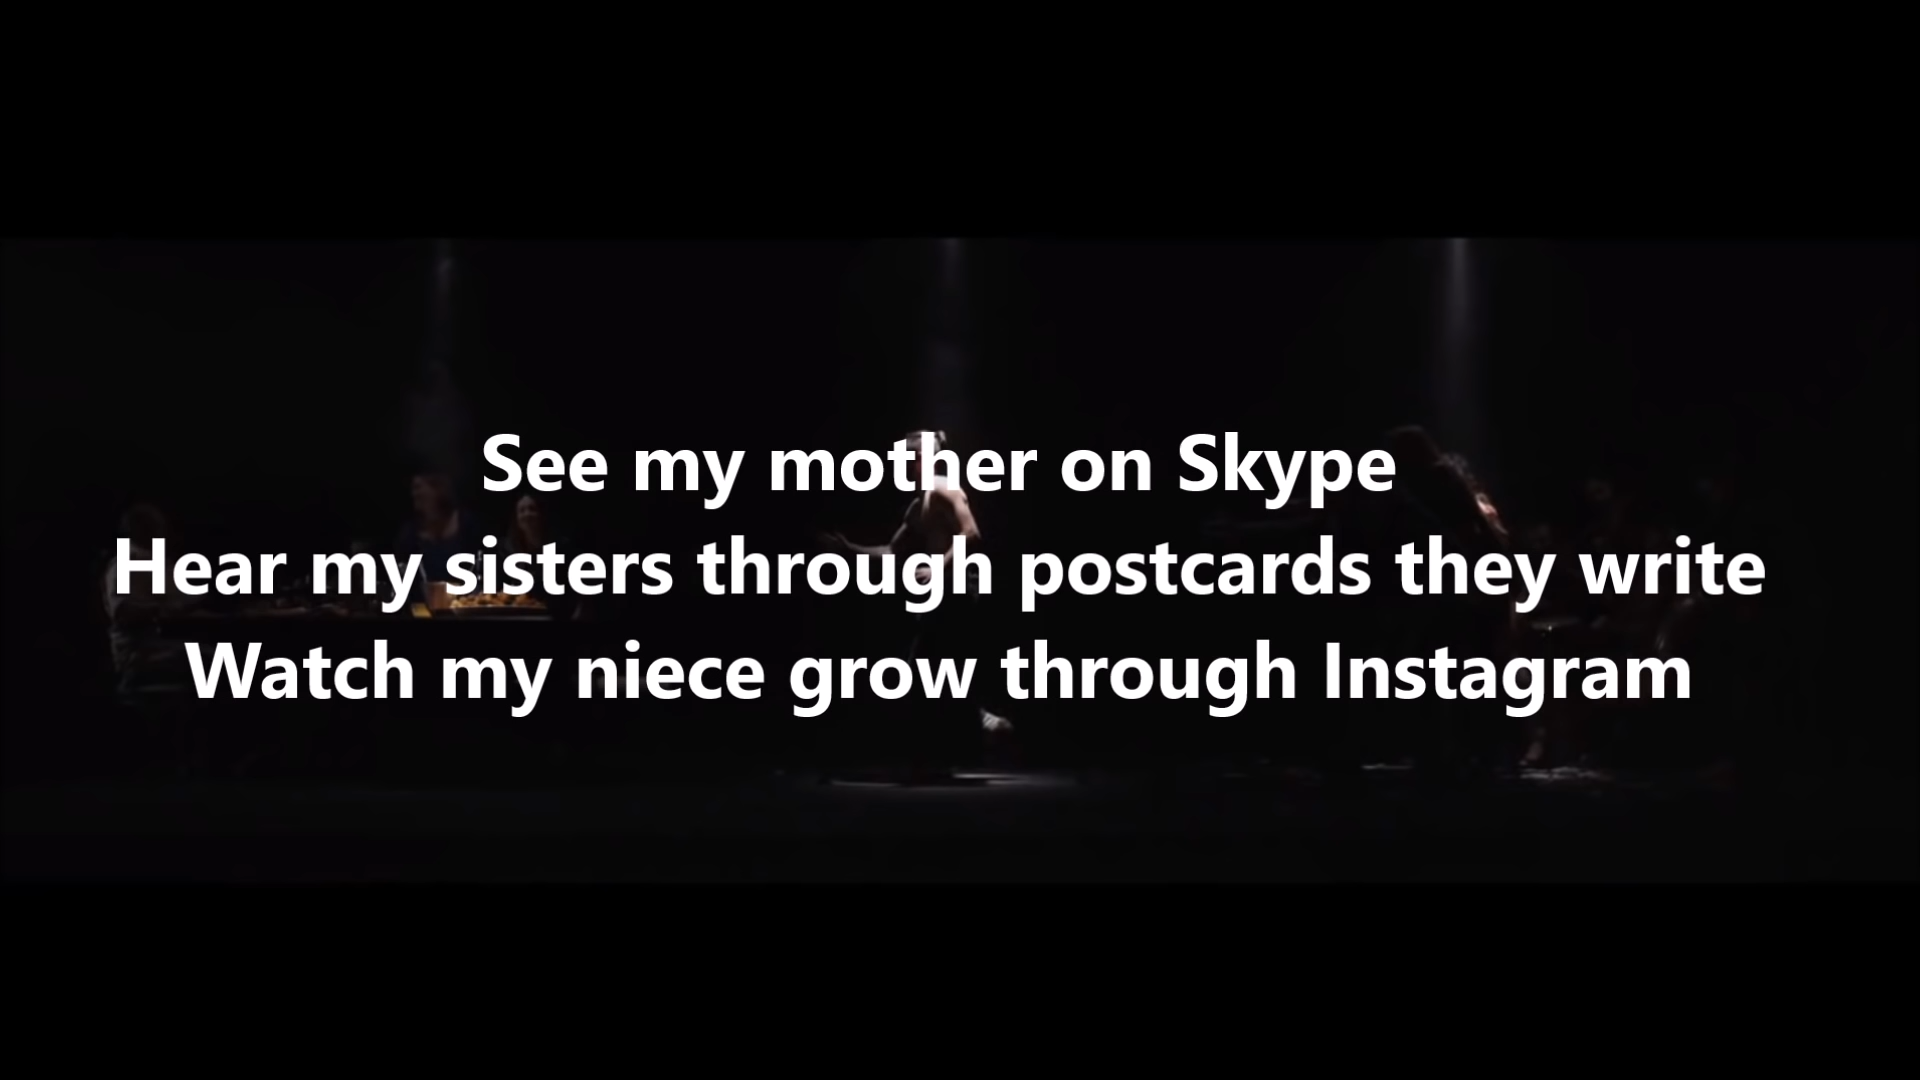 See my mother on Skype
Hear my sisters through postcards they write
Watch my niece grow through Instagram